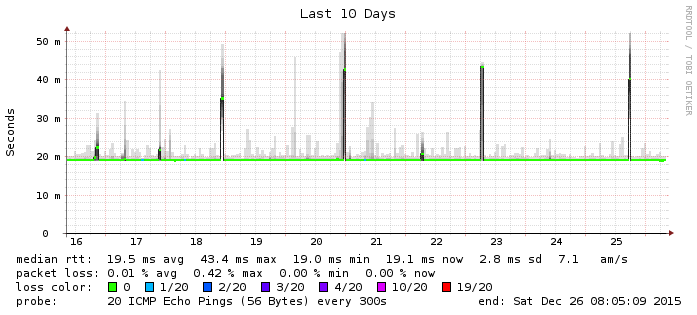 Last 10 Days
RRDTOOL / TOBI OETIKER
Seconds
50 m
40 m
30 m
20 m
10 m
0
16 17 18 19 20 21 22 23 24 25
median rtt: 19.5 ms avg 43.4 ms max 19.0 ms min 19.1 ms now 2.8 ms sd 7.1 am/s
packet loss: 0.01 % avg 0.42 % max 0.00 % min 0.00 % now
loss color: 0 1/20 2/20 3/20 4/20 10/20 19/20
probe: 20 ICMP Echo Pings (56 Bytes) every 300s end: Sat Dec 26 08:05:09 2015